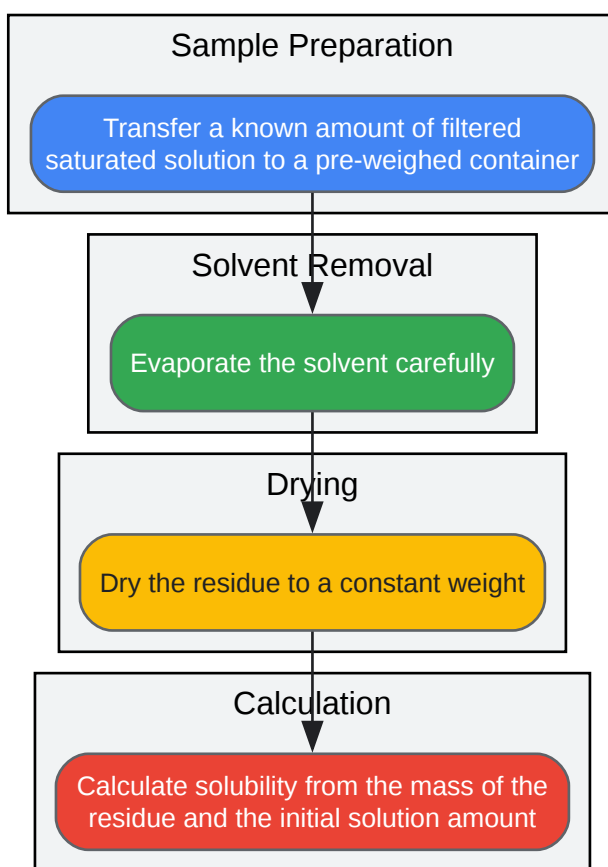 Sample Preparation
Transfer a known amount of filtered
saturated solution to a pre-weighed container
Solvent Removal
Evaporate the solvent carefully
Drying
Dry the residue to a constant weight
Calculation
Calculate solubility from the mass of the
residue and the initial solution amount